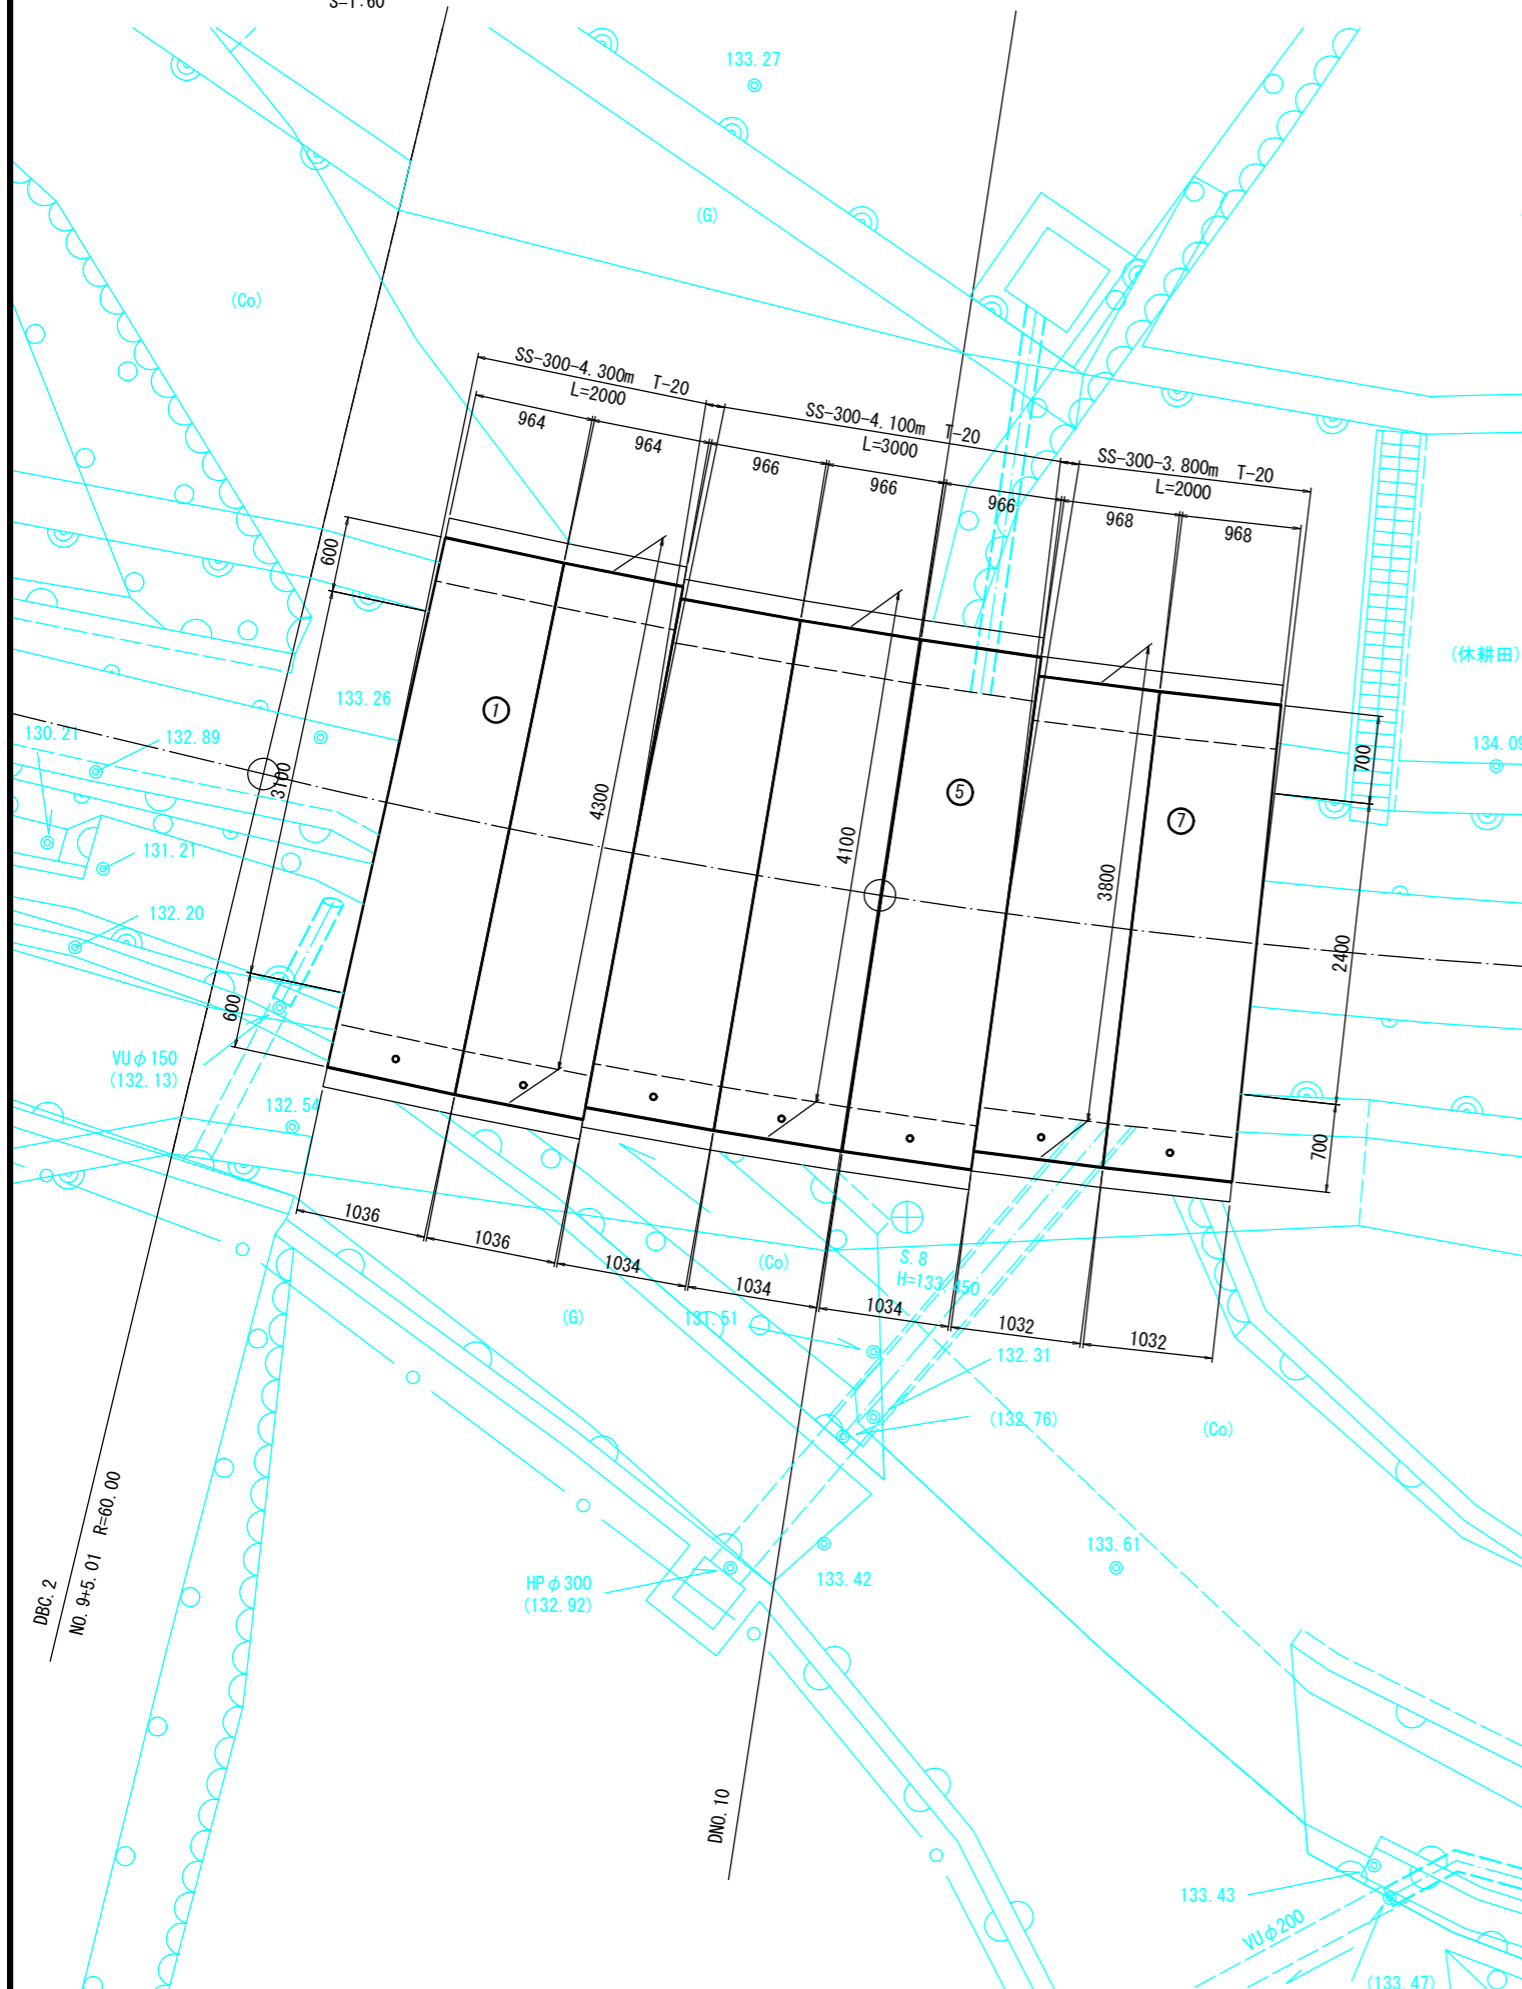 S=1:60
133.27
(G)
(Co)
SS-300-4.300m T-20
L=2000
964
964
SS-300-4.100m T-20
L=3000
966
966
966
SS-300-3.800m T-20
L=2000
968
968
600
(休耕田)
133.26
1
130.21
132.89
3100
4300
5
7
700
134.09
131.21
4100
3800
132.20
2400
600
VUφ150
(132.13)
132.54
700
1036
1036
1034
1034
1034
1032
1032
(Co)
S.8
H=133.450
(G)
131.51
132.31
(132.76)
(Co)
DBC.2
NO.9+5.01 R=60.00
HPφ300
(132.92)
133.42
133.61
DNO.10
133.43
VUφ200
(133.47)